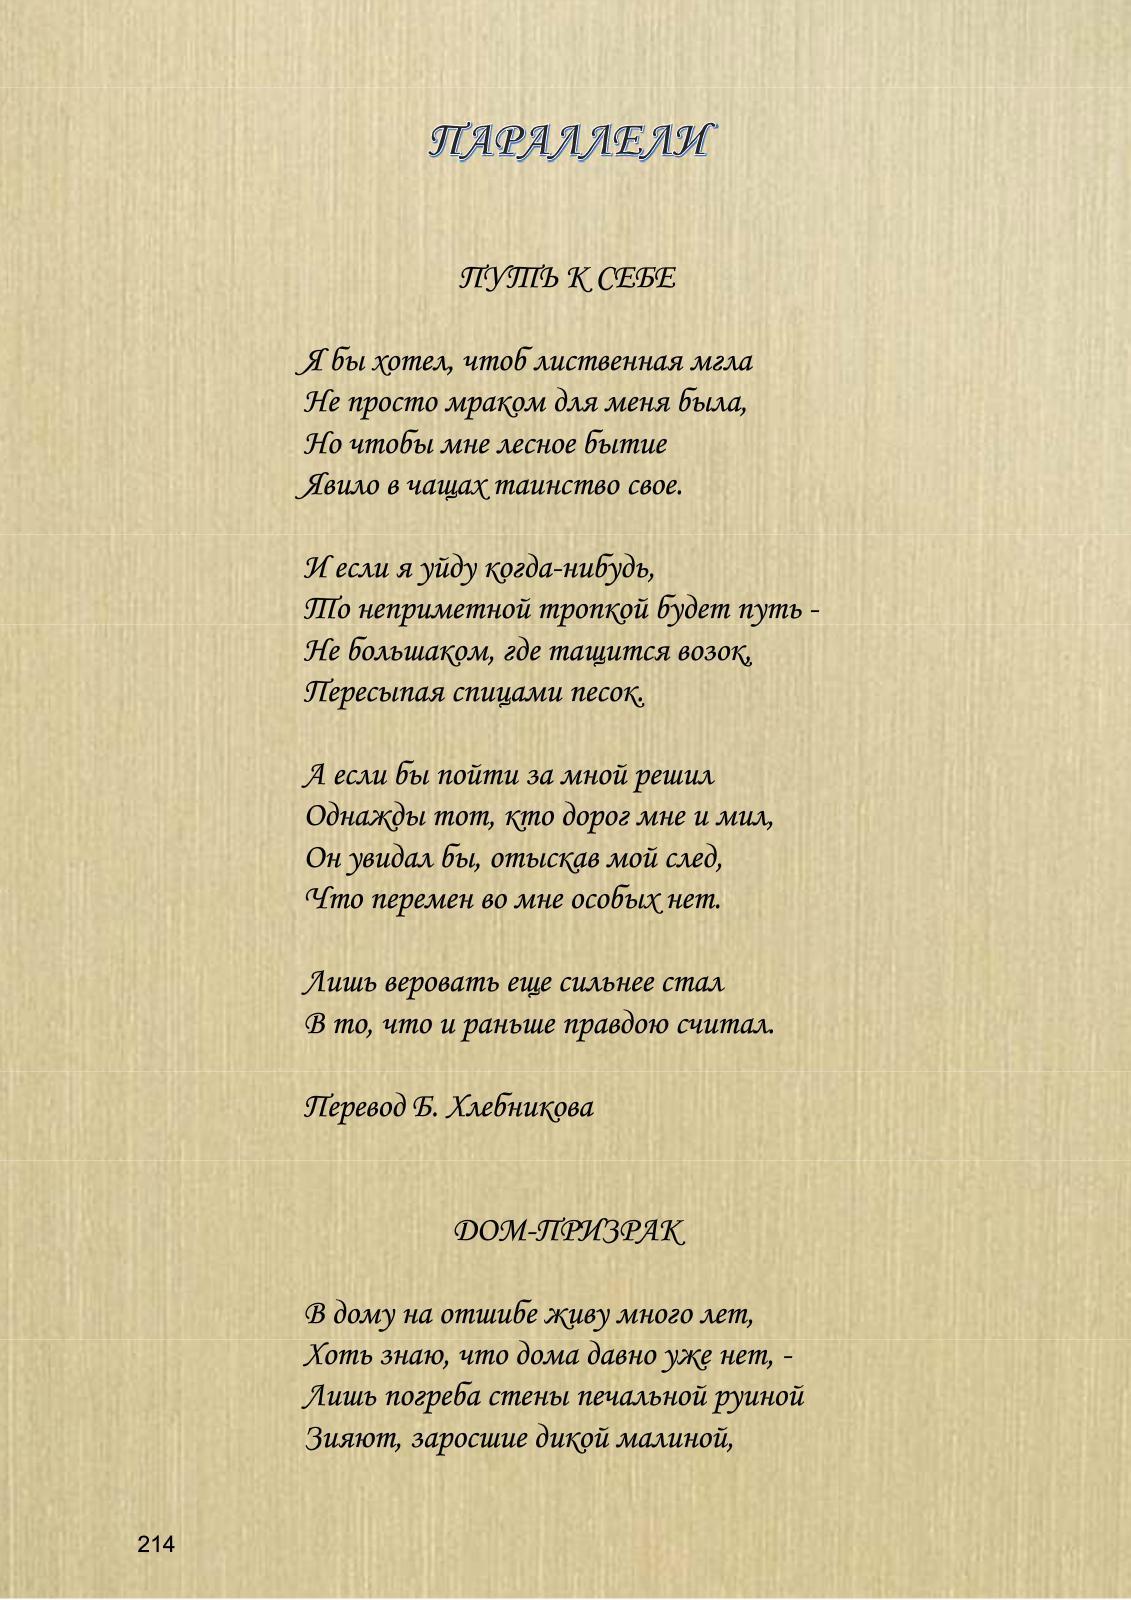 ПАРАЛЛЕЛИ
ПУТЬ К СЕБЕ
Я бы хотел, чтоб лиственная мгла
Не просто мраком для меня была,
Но чтобы мне лесное бытие
Явило в чащах таинство свое.
И если я уйду когда-нибудь,
То неприметной тропкой будет путь -
Не большаком, где тащится возок,
Пересыпая спицами песок.
А если бы пойти за мной решил
Однажды тот, кто дорог мне и мил,
Он увидал бы, отыскав мой след,
Что перемен во мне особых нет.
Лишь веровать еще сильнее стал
В то, что и раньше правдою считал.
Перевод Б. Хлебникова
ДОМ-ПРИЗРАК
В дому на отшибе живу много лет,
Хоть знаю, что дома давно уже нет, -
Лишь погреба стены печальной руиной
Зияют, заросшие дикой малиной,
214